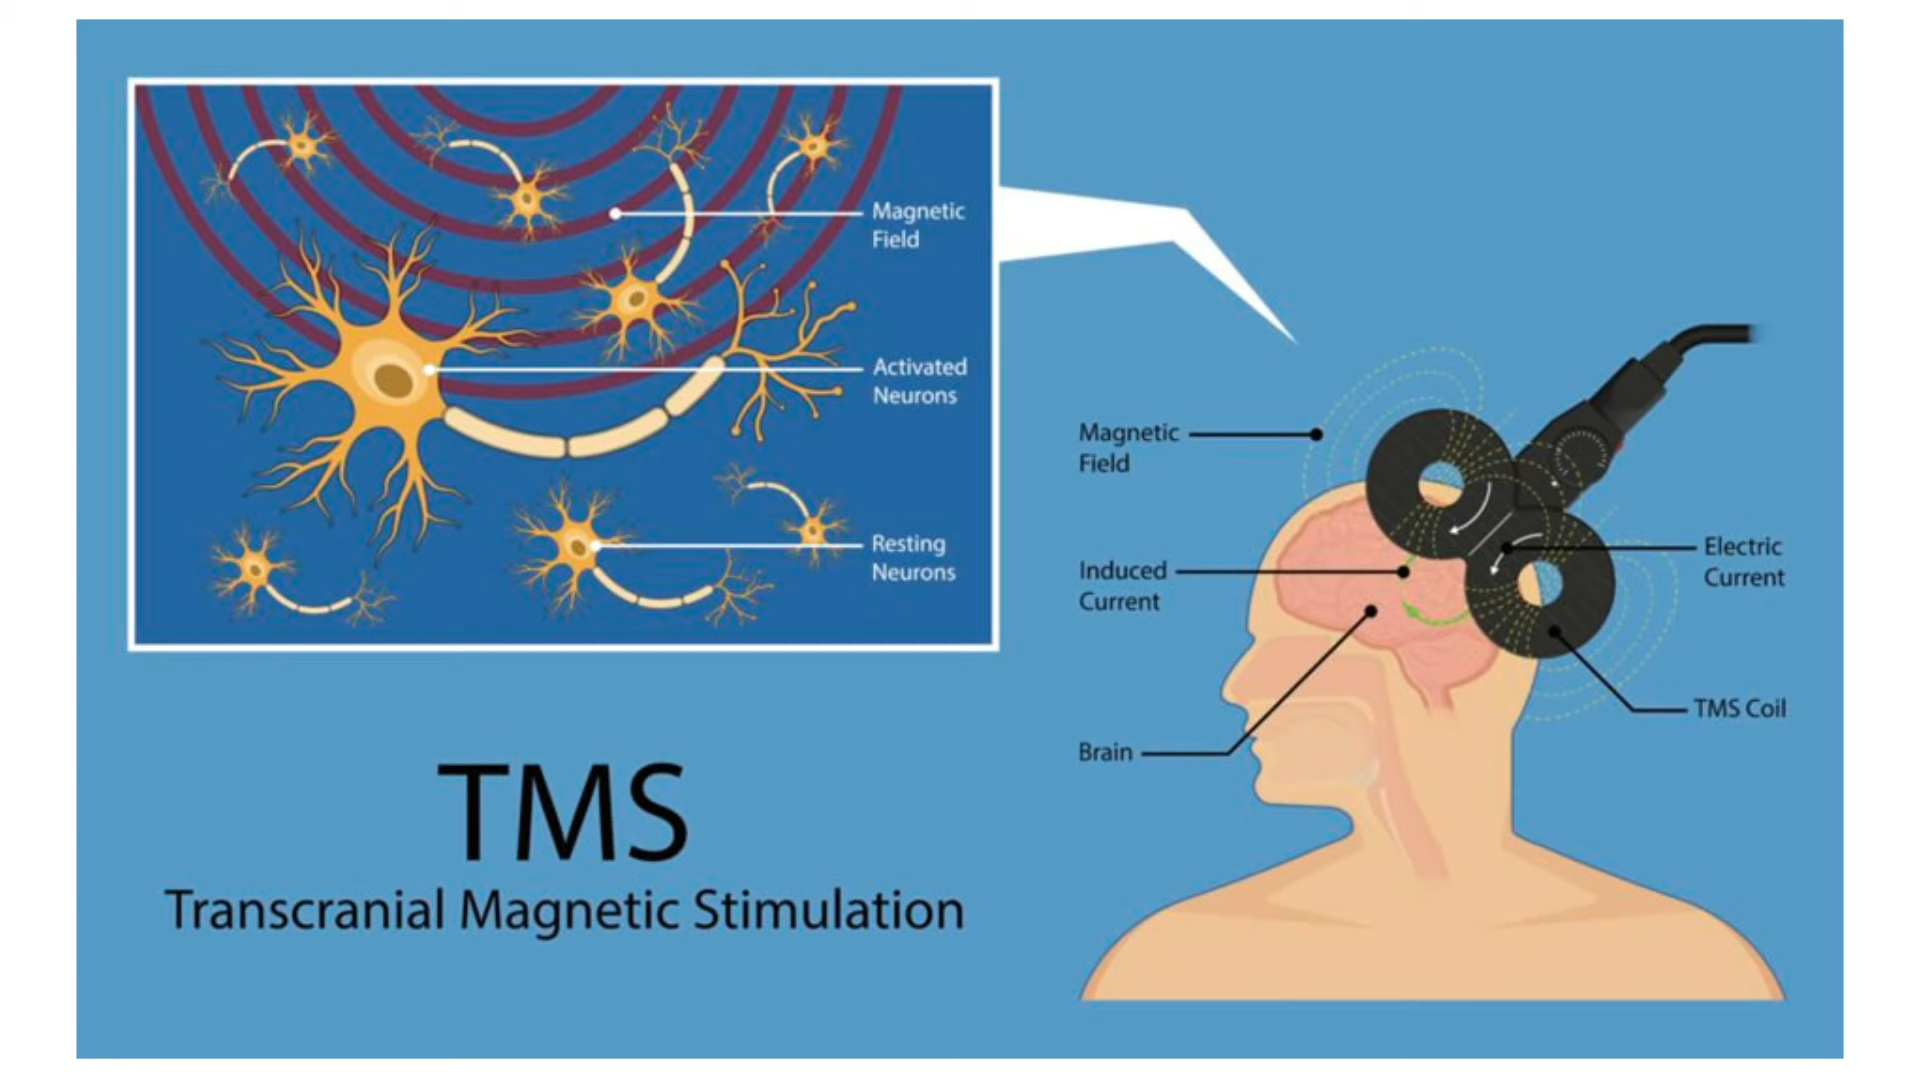 Magnetic
Field
Activated
Neurons
Resting
Neurons
TMS
Transcranial Magnetic Stimulation
Magnetic
Field
Induced
Current
Brain
Electric
Current
TMS Coil